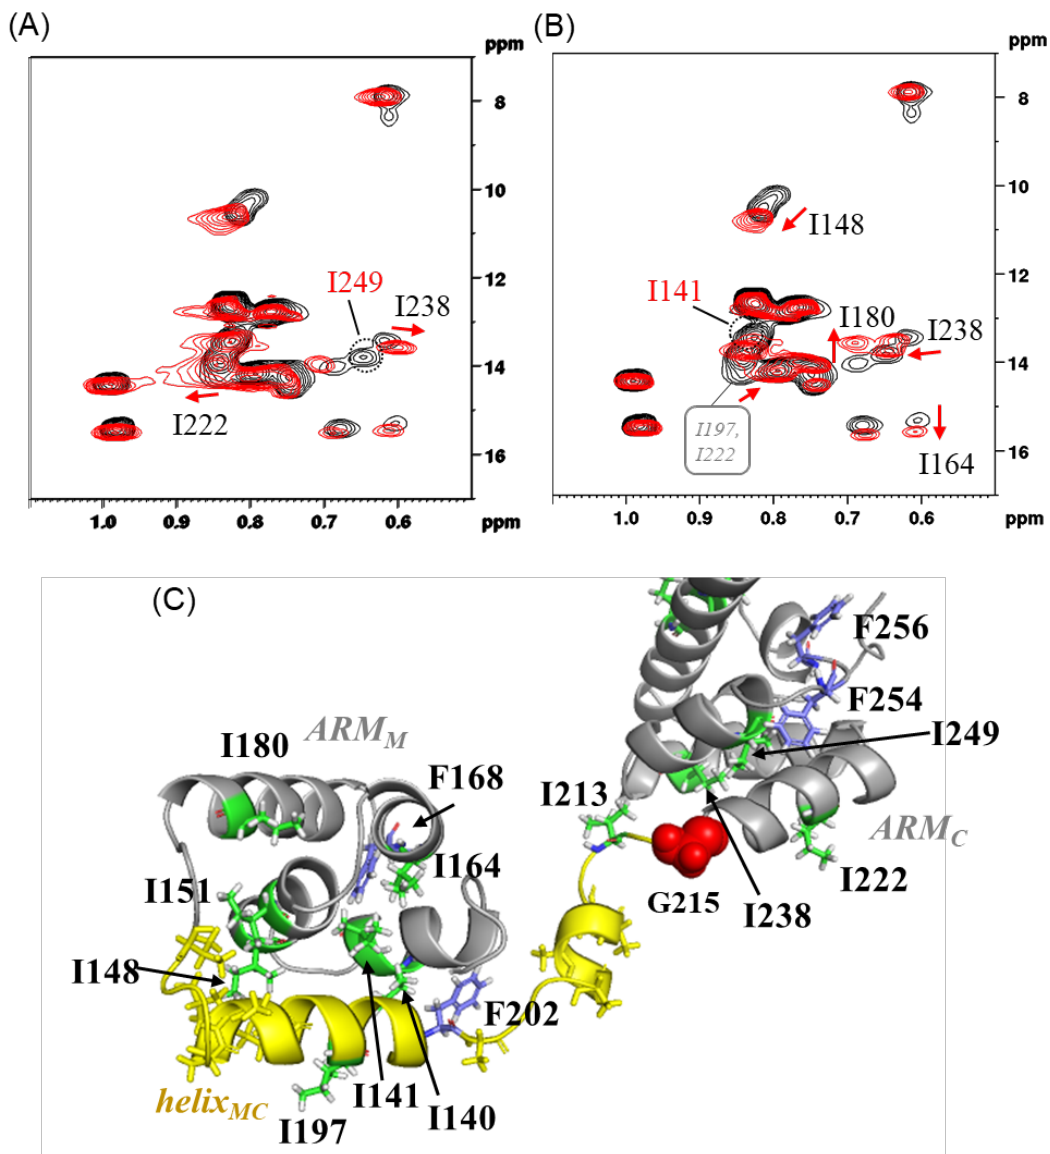 (A)
ppm
8
10
12
14
16
I249
I238
I222
1.0
0.9
0.8
0.7
0.6
ppm
(B)
ppm
8
10
12
14
16
I148
I141
I180
I238
I197,
I222
I164
1.0
0.9
0.8
0.7
0.6
ppm
(C)
F256
F254
I249
I180
ARMM
F168
I213
ARMC
I164
I222
I151
G215
I238
I148
F202
I141
I140
helixMC
I197